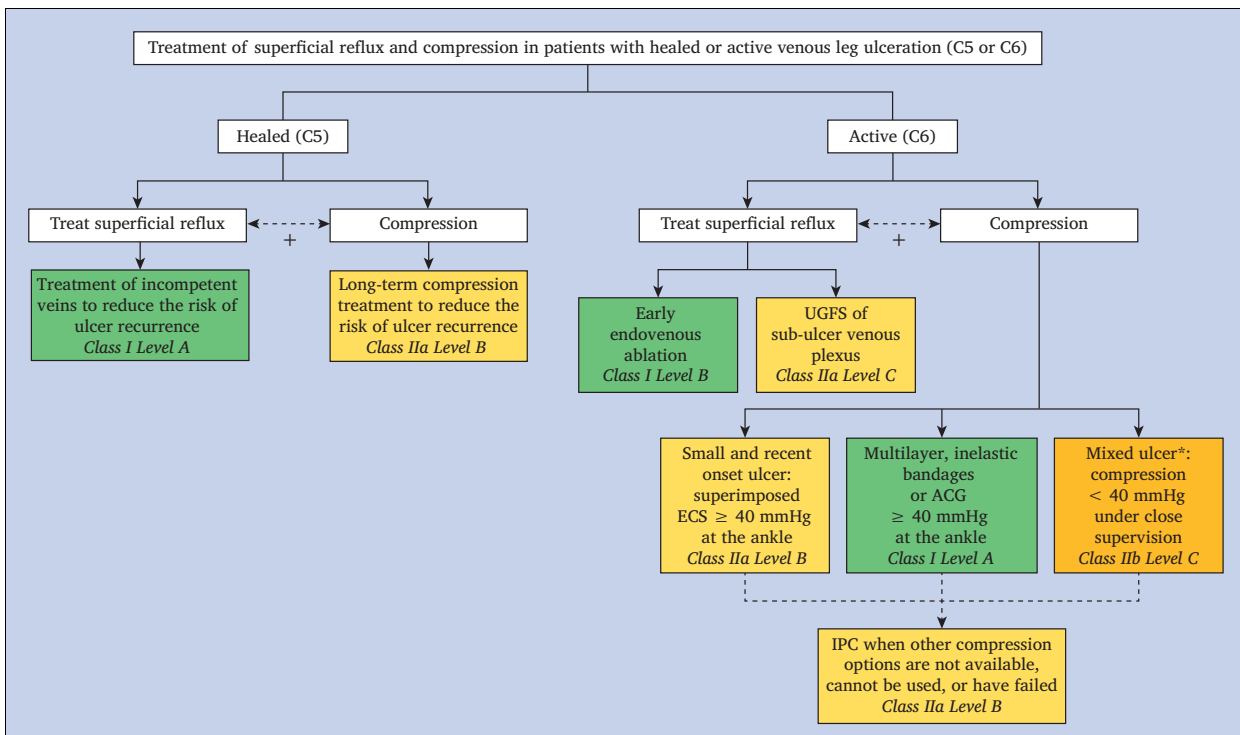 Treatment of superficial reflux and compression in patients with healed or active venous leg ulceration (C5 or C6)
Healed (C5)
Active (C6)
Treat superficial reflux
+
Compression
Treat superficial reflux
+
Compression
Treatment of incompetent
veins to reduce the risk of
ulcer recurrence
Class I Level A
Long-term compression
treatment to reduce the
risk of ulcer recurrence
Class IIa Level B
Early
endovenous
ablation
Class I Level B
UGFS of
sub-ulcer venous
plexus
Class IIa Level C
Small and recent
onset ulcer:
superimposed
ECS ≥ 40 mmHg
at the ankle
Class IIa Level B
Multilayer, inelastic
bandages
or ACG
≥ 40 mmHg
at the ankle
Class I Level A
Mixed ulcer*:
compression
< 40 mmHg
under close
supervision
Class IIb Level C
IPC when other compression
options are not available,
cannot be used, or have failed
Class IIa Level B